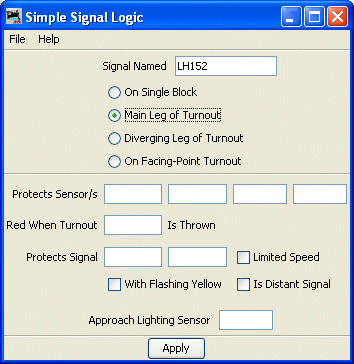 Simple Signal Logic
File Help
Signal Named LH152
On Single Block
Main Leg of Turnout
Diverging Leg of Turnout
On Facing-Point Turnout
Protects Sensor/s
Red When Turnout Is Thrown
Protects Signal Limited Speed
With Flashing Yellow Is Distant Signal
Approach Lighting Sensor
Apply